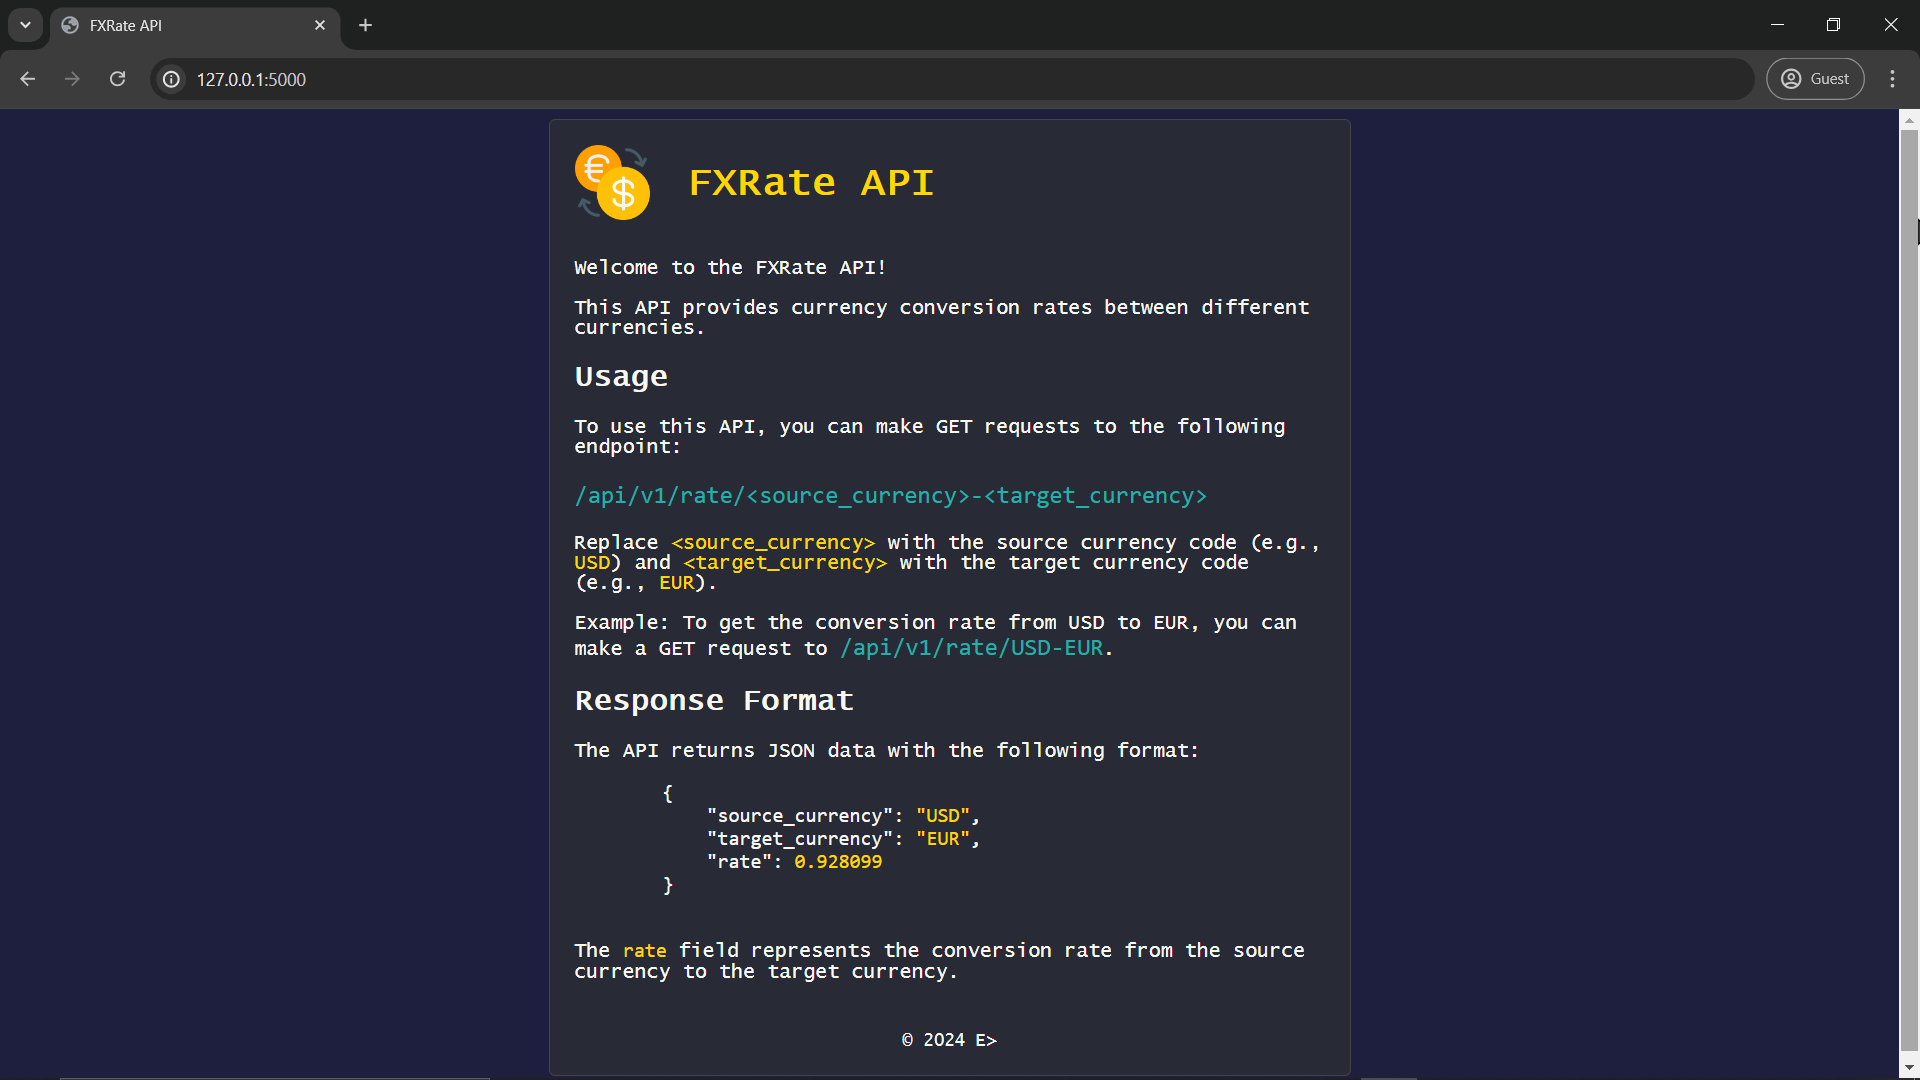 FXRate API
127.0.0.1:5000
Guest
€
$
FXRate API
Welcome to the FXRate API!
This API provides currency conversion rates between different
currencies.
Usage
To use this API, you can make GET requests to the following
endpoint:
/api/v1/rate/<source_currency>-<target_currency>
Replace <source_currency> with the source currency code (e.g.,
USD) and <target_currency> with the target currency code
(e.g., EUR).
Example: To get the conversion rate from USD to EUR, you can
make a GET request to /api/v1/rate/USD-EUR.
Response Format
The API returns JSON data with the following format:
{
"source_currency": "USD",
"target_currency": "EUR",
"rate": 0.928099
}
The rate field represents the conversion rate from the source
currency to the target currency.
© 2024 E>